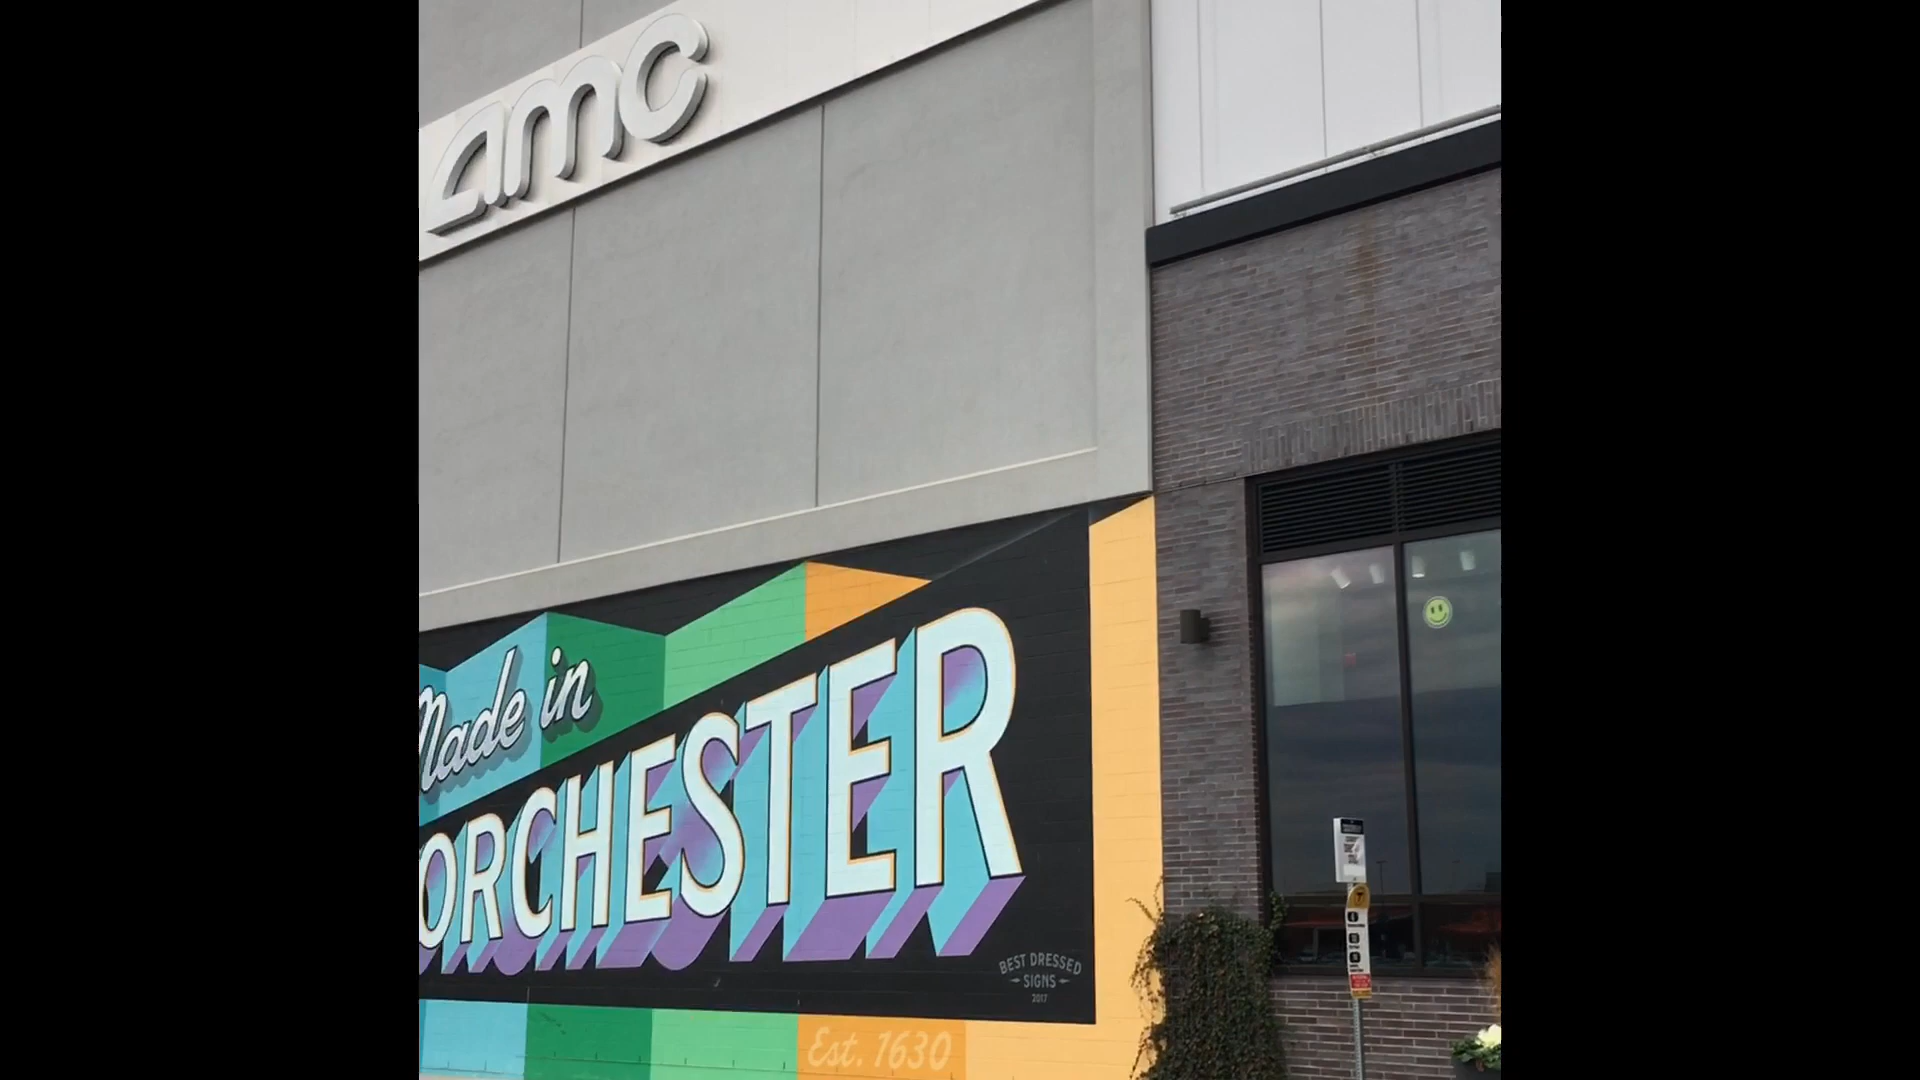 amc
Made in
ORCHESTER
BEST DRESSED
SIGNS
2017
Est. 1630
T